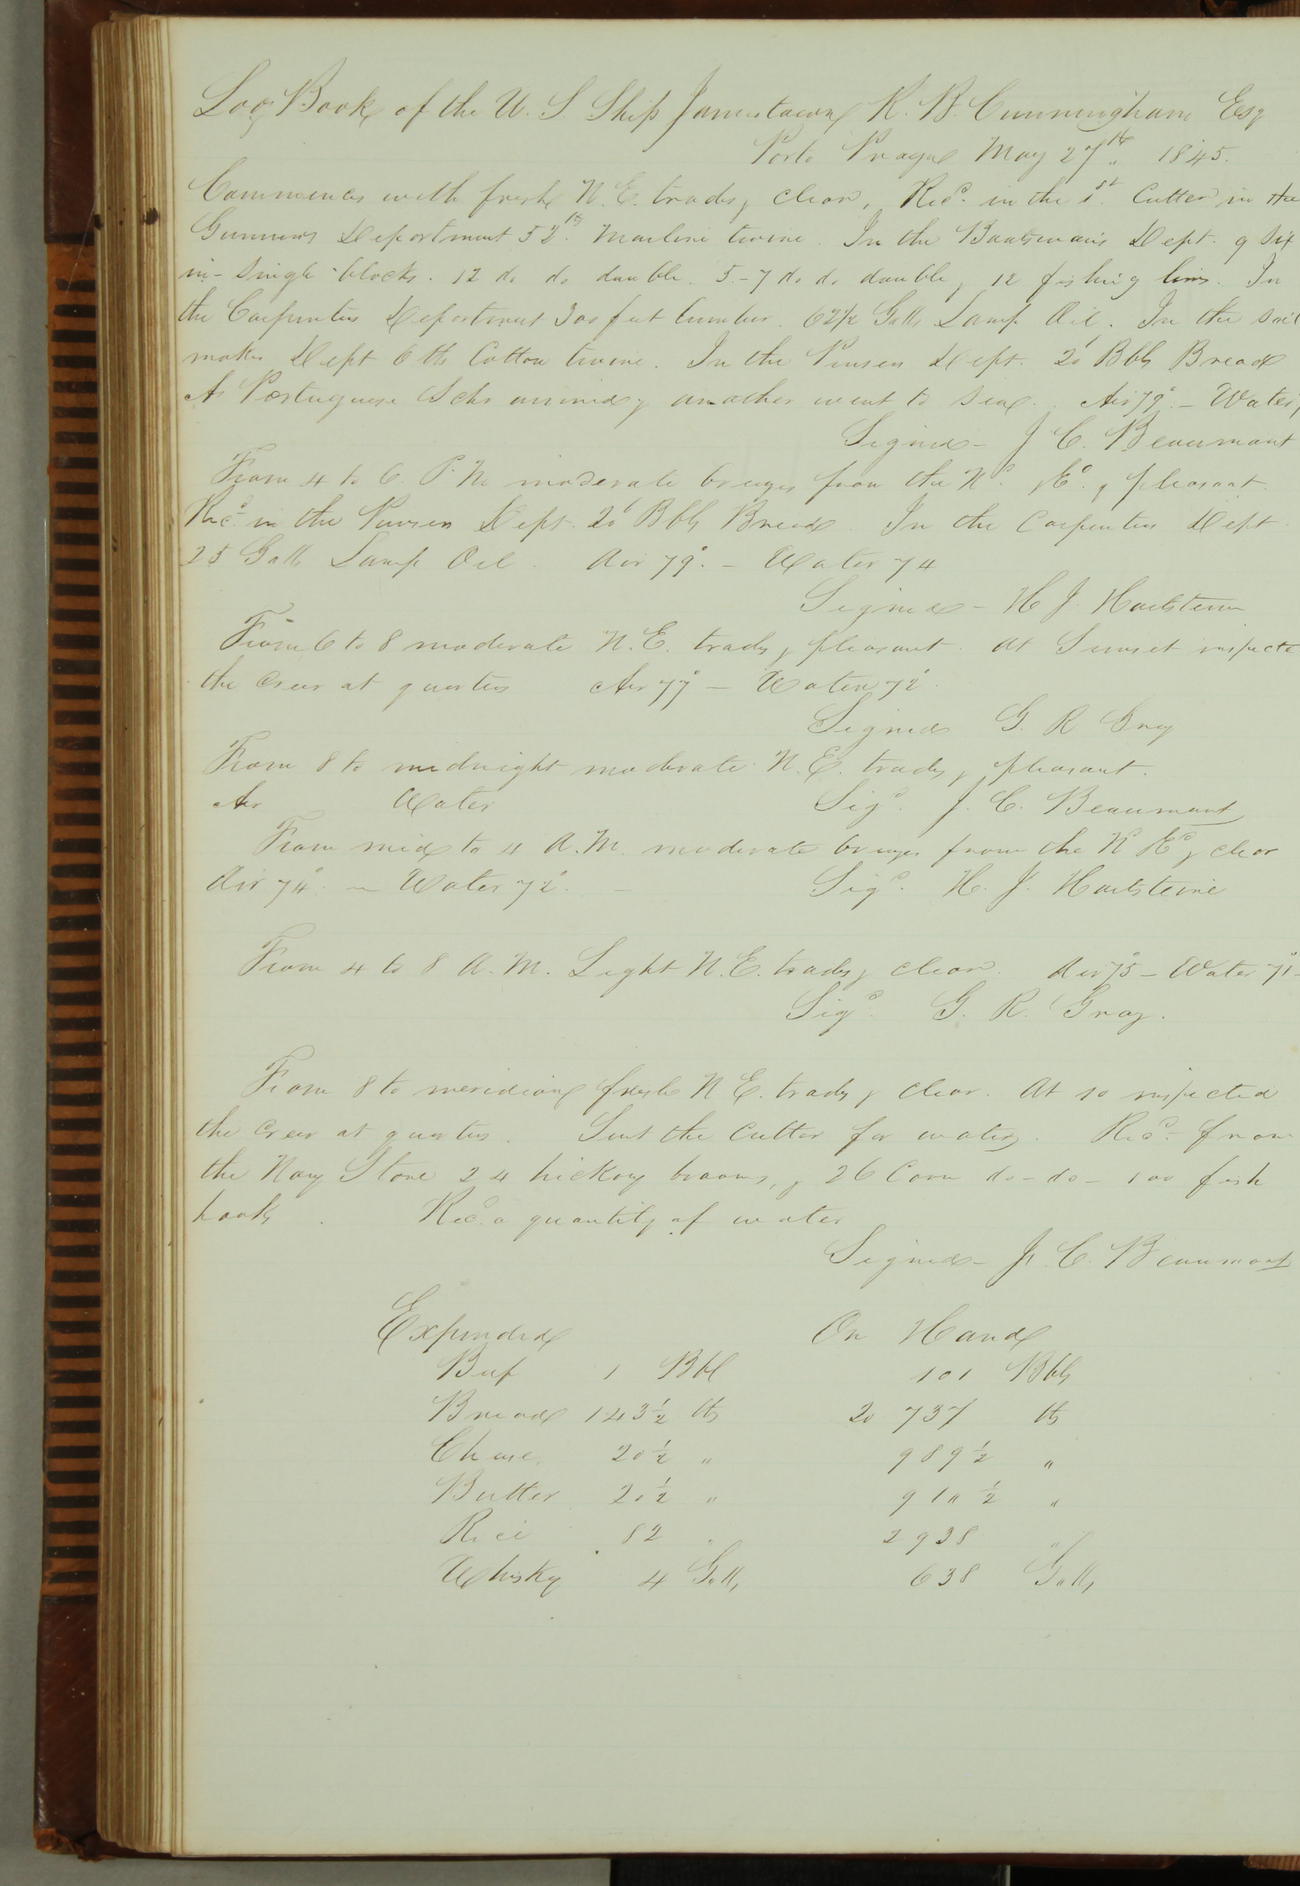 Log Book of the U. S. Ship Jamestown R. B. Cunningham Esq
Porto Praya May 27th 1845.
Commences with fresh N. E. trades & clear, Recd. in the 1st Cutter in the
Gunners Department 52 lbs. Marline twine. In the Boatswain's Dept. 9 six
in- single blocks. 12 do do double. 5-7 do do double & 12 fishing lines. In
the Carpenters Department 300 feet lumber. 62½ Galls Lamp Oil. In the sail
makers Dept 6 lbs Cotton twine. In the Pursers Dept. 20 Bbls Bread
A Portuguese Schr arrived & another went to sea. Air 79° - Water
Signed - J. C. Beaumont
From 4 to 6 P. M. moderate breezes from the Nd. & Ed. & pleasant.
Recd in the Pursers Dept. 20 Bbls Bread. In the Carpenters Dept.
25 Galls Lamp Oil. Air 79°. - Water 74
Signed - H J. Hartstene
From 6 to 8 moderate N. E. trades & pleasant. At Sunset inspected
the Crew at quarters Air 77° - Water 72°.
Signed G. R Gray
From 8 to midnight moderate N. E. trades & pleasant.
Air Water Sigd. J. C. Beaumont
From mid to 4 A. M. moderate breezes from the Nd Ed & clear
Air 74°. - Water 72°. - Sigd. H. J. Hartsteine
From 4 to 8 A. M. Light N. E. trades & clear. Air 75° - Water 71° -
Sigd. G. R. Gray.
From 8 to meridian fresh N E. trades & clear. At 10 inspected
the Crew at quarters. Sent the Cutter for water. Recd. from
the Navy Store 24 hickory brooms, & 26 Corn do - do - 100 fish
hooks. Recd. a quantity of water
Signed - J. C. Beaumont
Expended On Hand
Beef 1 Bbl 101 Bbls
Bread 143½ lbs 20 737 lbs
Cheese. 20½ " 989½ "
Butter 20½ " 910½ "
Rice 82 " 2938 "
Whisky 4 Galls 638 Galls